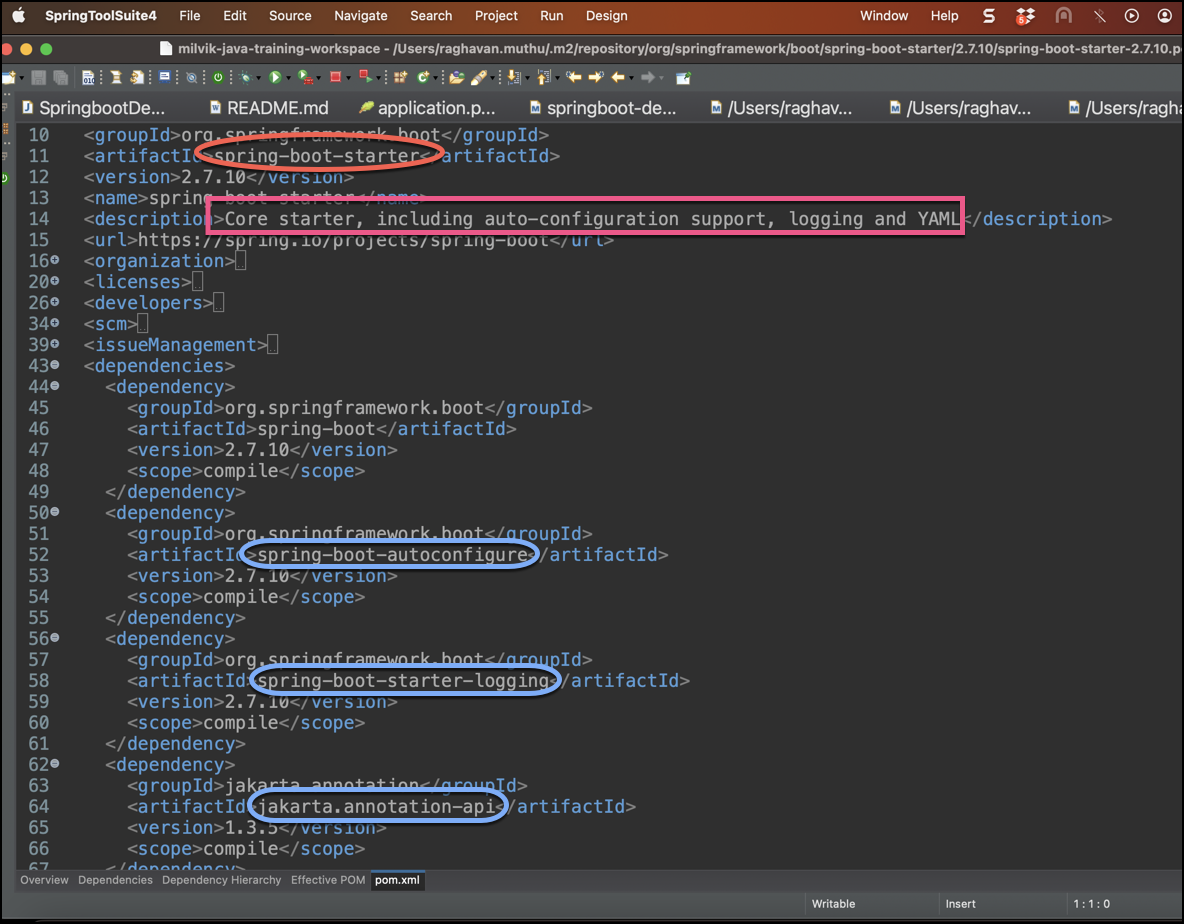 SpringToolSuite4 File Edit Source Navigate Search Project Run Design Window Help
milvik-java-training-workspace - /Users/raghavan.muthu/.m2/repository/org/springframework/boot/spring-boot-starter/2.7.10/spring-boot-starter-2.7.10.po
SpringbootDe... README.md application.p... springboot-de... /Users/raghav... /Users/raghav... /Users/ragha
10 <groupId>org.springframework.boot</groupId>
11 <artifactId>spring-boot-starter</artifactId>
12 <version>2.7.10</version>
13 <name>spring-boot-starter</name>
14 <description>Core starter, including auto-configuration support, logging and YAML</description>
15 <url>https://spring.io/projects/spring-boot</url>
16 <organization>
20 <licenses>
26 <developers>
34 <scm>
39 <issueManagement>
43 <dependencies>
44 <dependency>
45 <groupId>org.springframework.boot</groupId>
46 <artifactId>spring-boot</artifactId>
47 <version>2.7.10</version>
48 <scope>compile</scope>
49 </dependency>
50 <dependency>
51 <groupId>org.springframework.boot</groupId>
52 <artifactId>spring-boot-autoconfigure</artifactId>
53 <version>2.7.10</version>
54 <scope>compile</scope>
55 </dependency>
56 <dependency>
57 <groupId>org.springframework.boot</groupId>
58 <artifactId>spring-boot-starter-logging</artifactId>
59 <version>2.7.10</version>
60 <scope>compile</scope>
61 </dependency>
62 <dependency>
63 <groupId>jakarta.annotation</groupId>
64 <artifactId>jakarta.annotation-api</artifactId>
65 <version>1.3.5</version>
66 <scope>compile</scope>
67 </dependency>
Overview Dependencies Dependency Hierarchy Effective POM pom.xml
Writable Insert 1 : 1 : 0